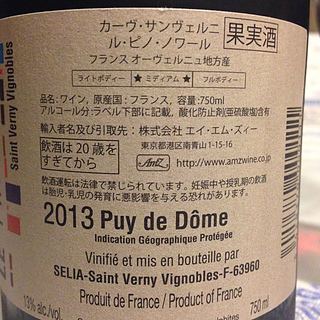 カーヴ・サンヴェルニ
ル・ピノ・ノワール
果実酒
フランス オーヴェルニュ地方産
ライトボディー ★ ミディアム ★ フルボディー
品名:ワイン, 原産国:フランス, 容量:750ml
アルコール分:ラベル下部に記載, 酸化防止剤(亜硫酸塩)含有
輸入者名及び引取先: 株式会社 エイ・エム・ズィー
東京都港区南青山1-15-16
飲酒は20歳を
すぎてから
AMZ http://www.amzwine.co.jp
飲酒運転は法律で禁じられています。妊娠中や授乳期の飲酒
は胎児・乳児の発育に悪影響を与える恐れがあります。
2013 Puy de Dôme
Indication Géographique Protégée
Vinifié et mis en bouteille par
SELIA-Saint Verny Vignobles-F-63960
Produit de France / Product of France
13% alc./vol.
750 ml
Saint Verny Vignobles